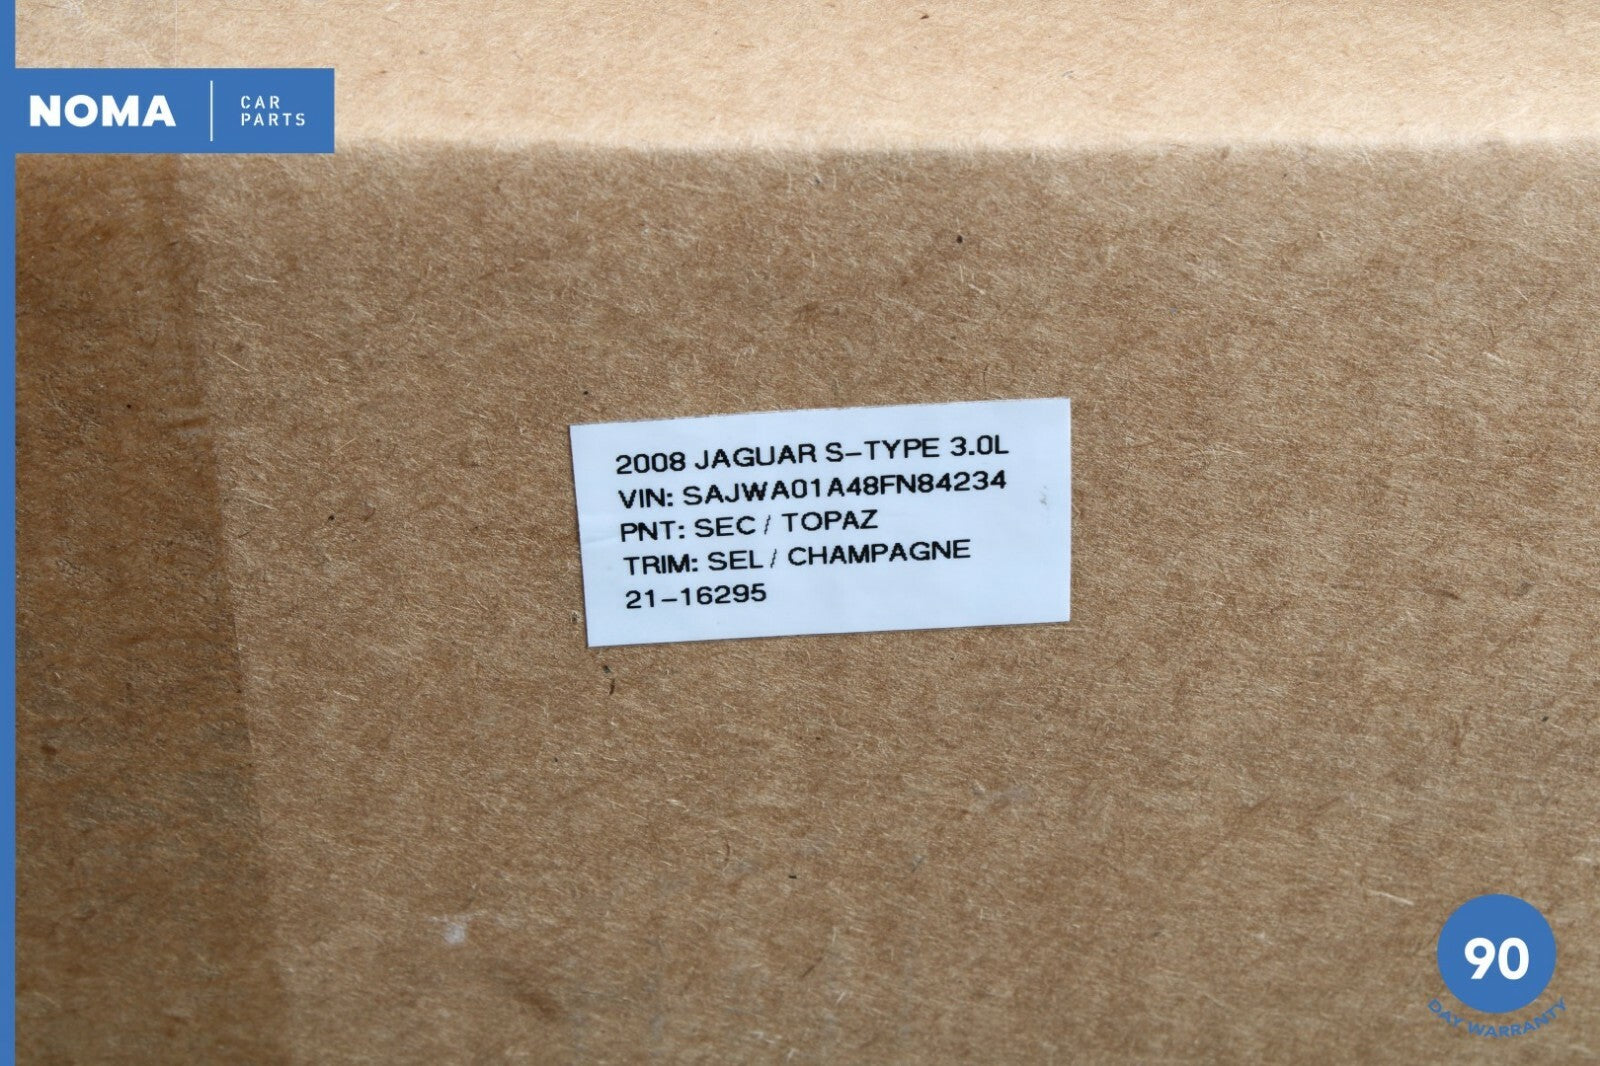 NOMA
CAR
PARTS
2008 JAGUAR S-TYPE 3.0L
VIN: SAJWA01A48FN84234
PNT: SEC / TOPAZ
TRIM: SEL / CHAMPAGNE
21-16295
90
DAY WARRANTY